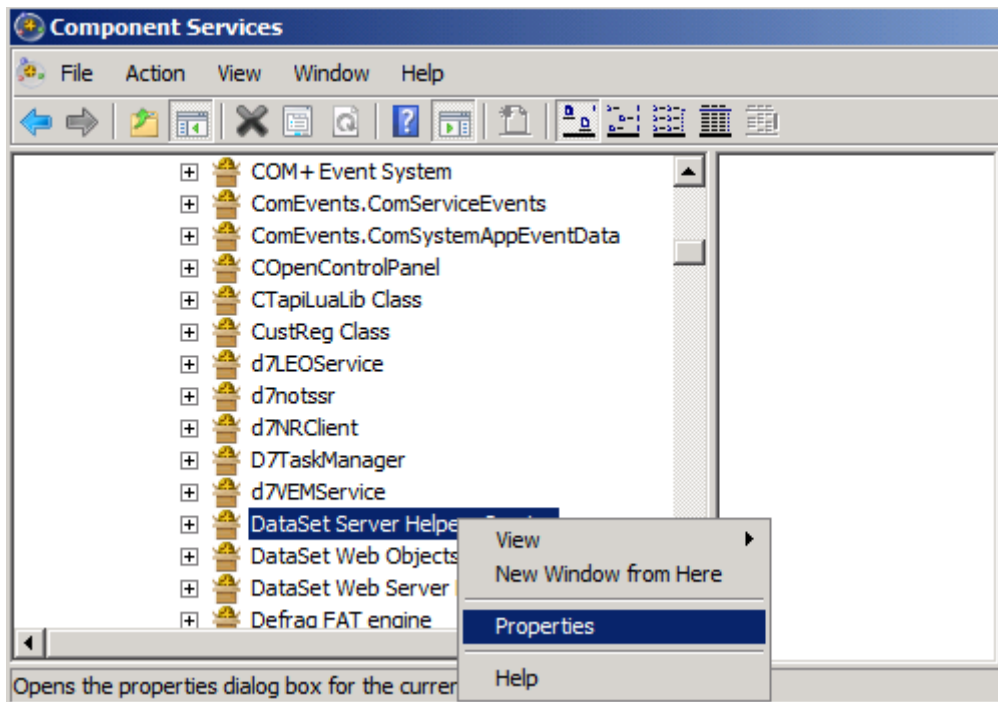 Component Services
File Action View Window Help
COM+ Event System
ComEvents.ComServiceEvents
ComEvents.ComSystemAppEventData
COpenControlPanel
CTapiLuaLib Class
CustReg Class
d7LEOService
d7notssr
d7NRClient
D7TaskManager
d7VEMService
DataSet Server Helper
DataSet Web Objects
DataSet Web Server
Defrag FAT engine
View
New Window from Here
Properties
Help
Opens the properties dialog box for the